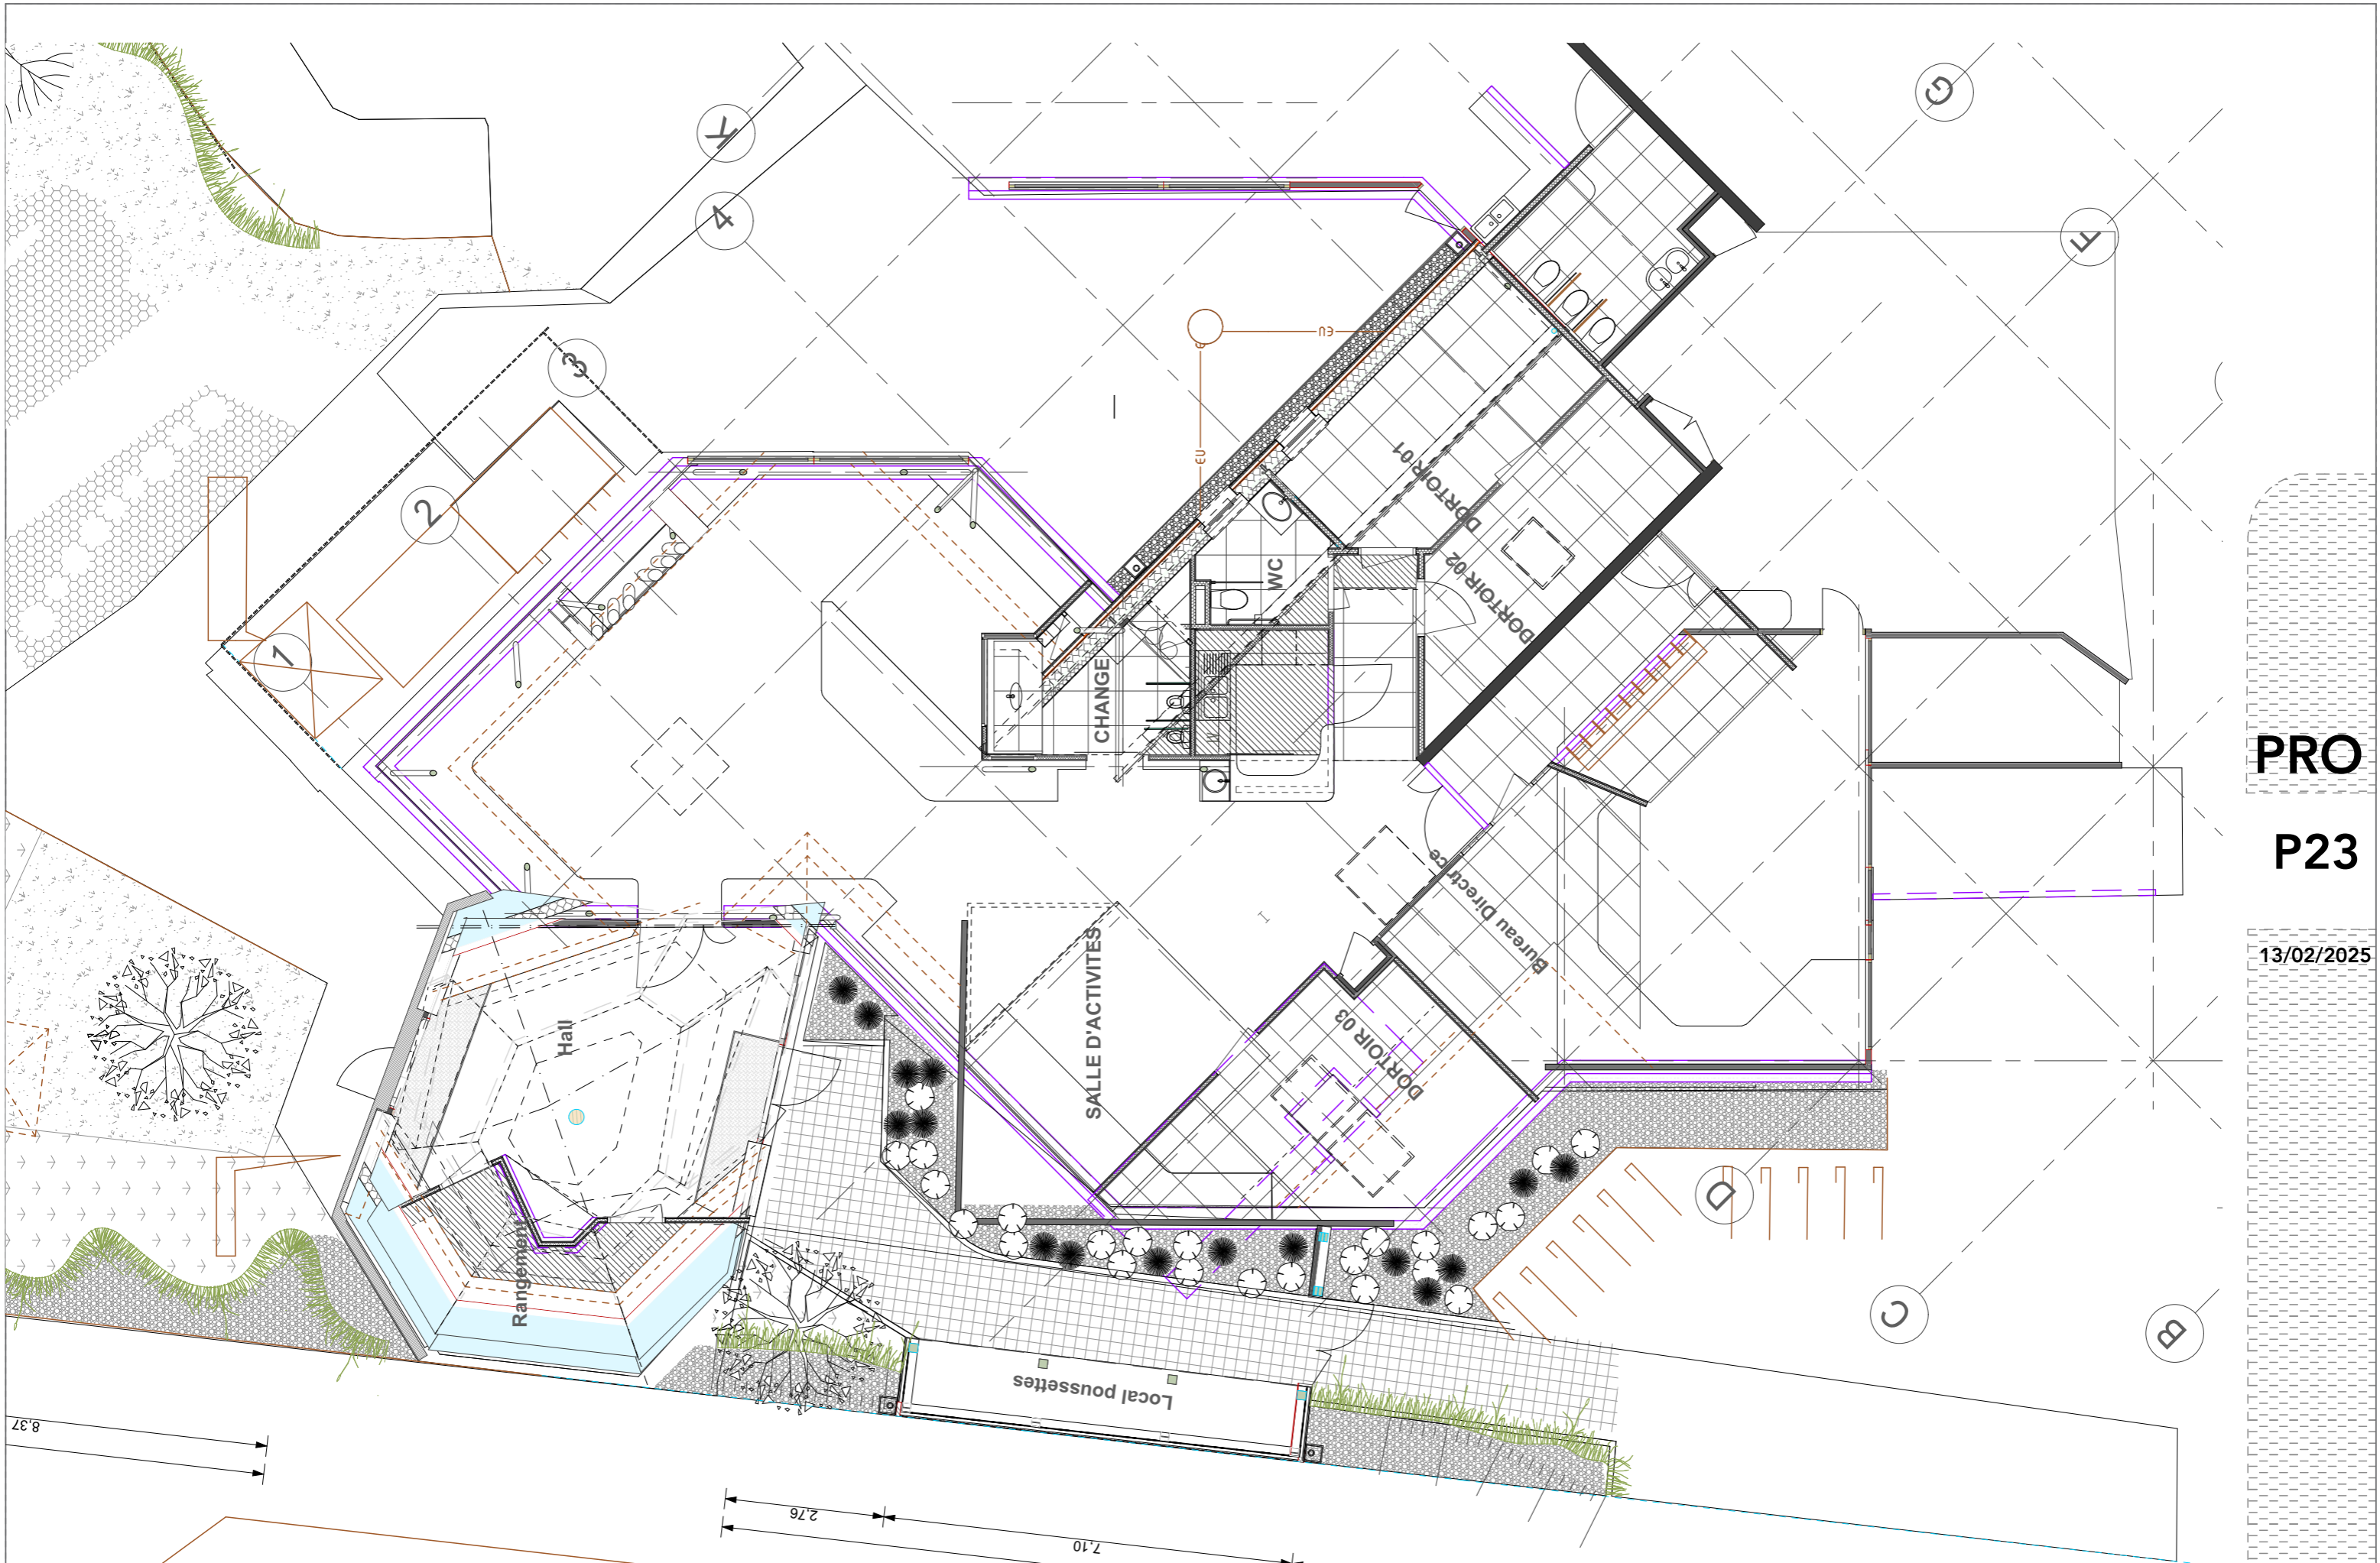 K
G
4
F
3
EU
EU
DORTOIR 01
2
DORTOIR 02
WC
1
CHANGE
PRO
P23
Bureau Directrice
SALLE D'ACTIVITES
13/02/2025
Hall
DORTOIR 03
D
Rangement
C
B
Local poussettes
8,37
2,76
7,10